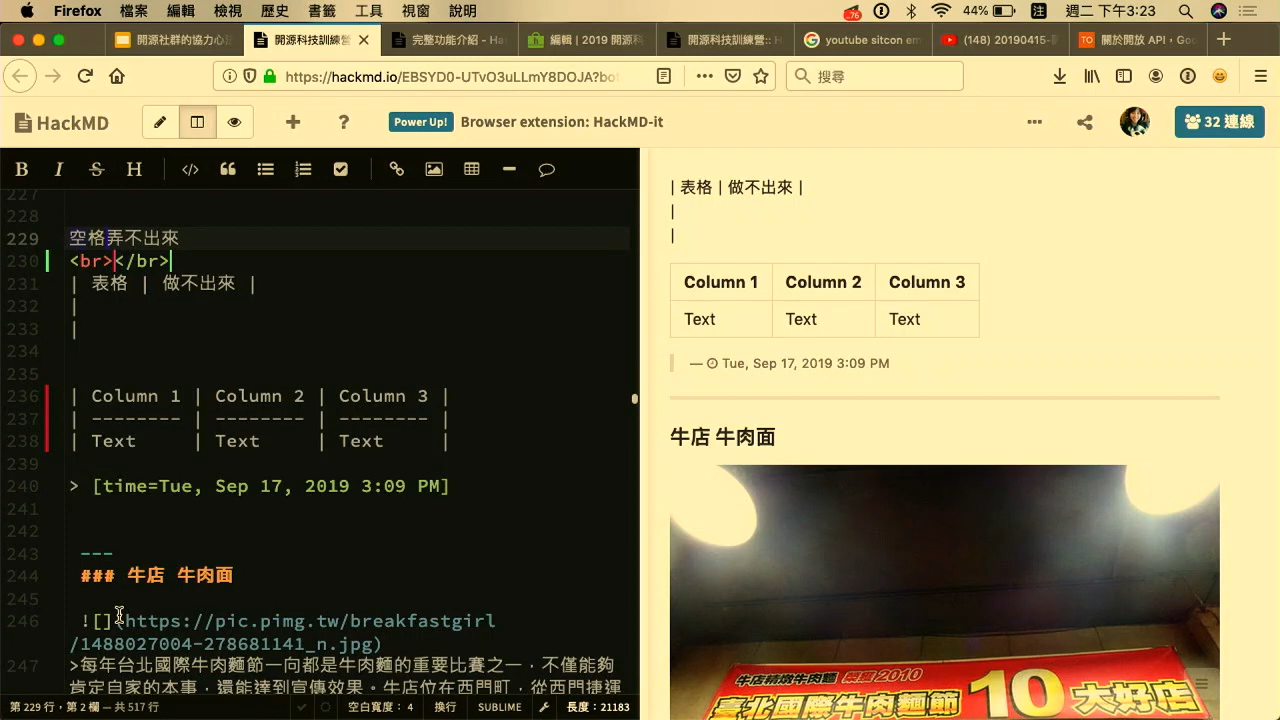 Firefox 檔案 編輯 檢視 歷史 書籤 工具 視窗 說明 76 44% 注 週二 下午3:23
開源社群的協力心 開源科技訓練營 完整功能介紹 - Ha 編輯 | 2019 開源科 開源科技訓練營:: H youtube sitcon em (148) 20190415- 關於開放 API，Goo
https://hackmd.io/EBSYD0-UTvO3uLLmY8DOJA?bo 搜尋
HackMD Power Up! Browser extension: HackMD-it 32 連線
B I S H
227
228
229 空格弄不出來
230 <br></br>
231 | 表格 | 做不出來 |
232 |
233 |
234
235
236 | Column 1 | Column 2 | Column 3 |
237 | -------- | -------- | -------- |
238 | Text | Text | Text |
239
240 > [time=Tue, Sep 17, 2019 3:09 PM]
241
242
243 ---
244 ### 牛店 牛肉面
245
246 ![](https://pic.pimg.tw/breakfastgirl
/1488027004-278681141_n.jpg)
247 >每年台北國際牛肉麵節一向都是牛肉麵的重要比賽之一，不僅能夠
肯定自家的本事，還能達到宣傳效果。牛店位在西門町，從西門捷運
第 229 行，第 2 欄 — 共 517 行 空白寬度： 4 換行 SUBLIME 長度：21183
| 表格 | 做不出來 |
|
|
Column 1 Column 2 Column 3
Text Text Text
— Tue, Sep 17, 2019 3:09 PM
牛店 牛肉面
牛店精燉牛肉麵 榮獲2010
臺北國際牛肉麵節 10大好店